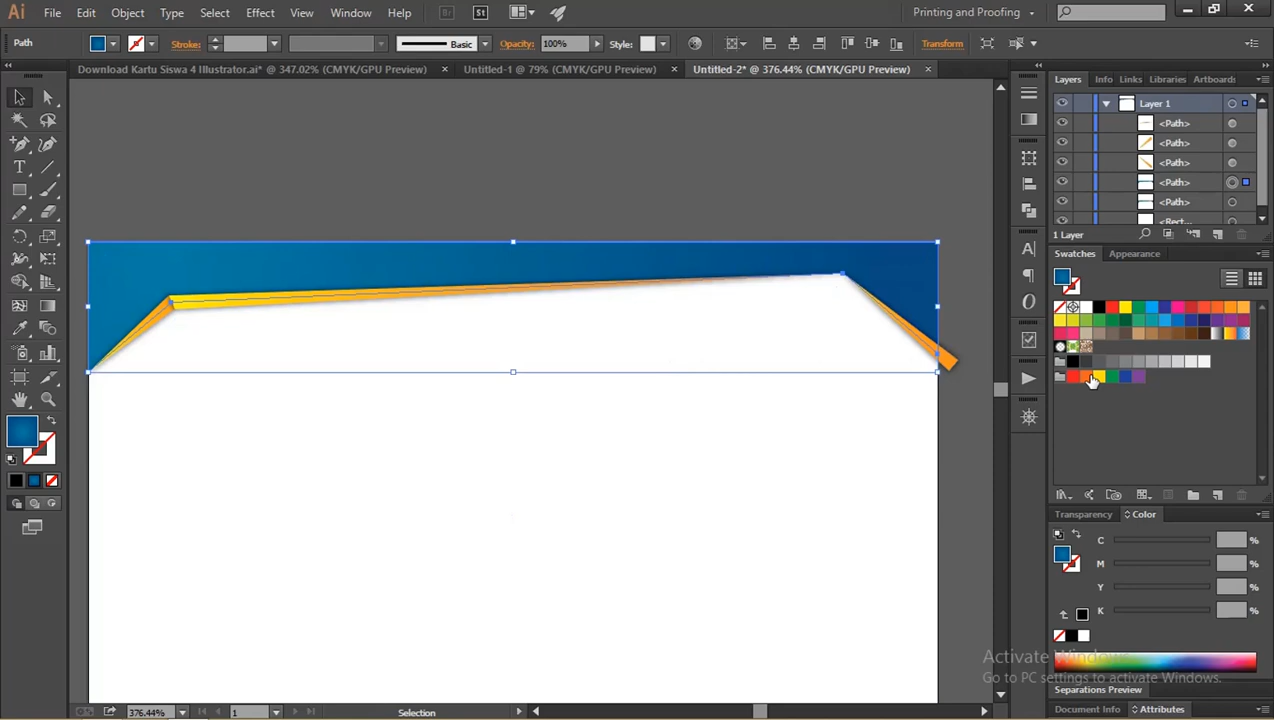 Ai File Edit Object Type Select Effect View Window Help Br St Printing and Proofing
Path Stroke: Basic Opacity: 100% Style: Transform
Download Kartu Siswa 4 Illustrator.ai* @ 347.02% (CMYK/GPU Preview) × Untitled-1 @ 79% (CMYK/GPU Preview) × Untitled-2* @ 376.44% (CMYK/GPU Preview) ×
Layers Info Links Libraries Artboards
Layer 1
<Path>
<Path>
<Path>
<Path>
<Path>
<Rect...
1 Layer
Swatches Appearance
Transparency Color
C %
M %
Y %
K %
Activate Windows
Go to PC settings to activate Windows.
Separations Preview
Document Info Attributes
376.44% 1 Selection